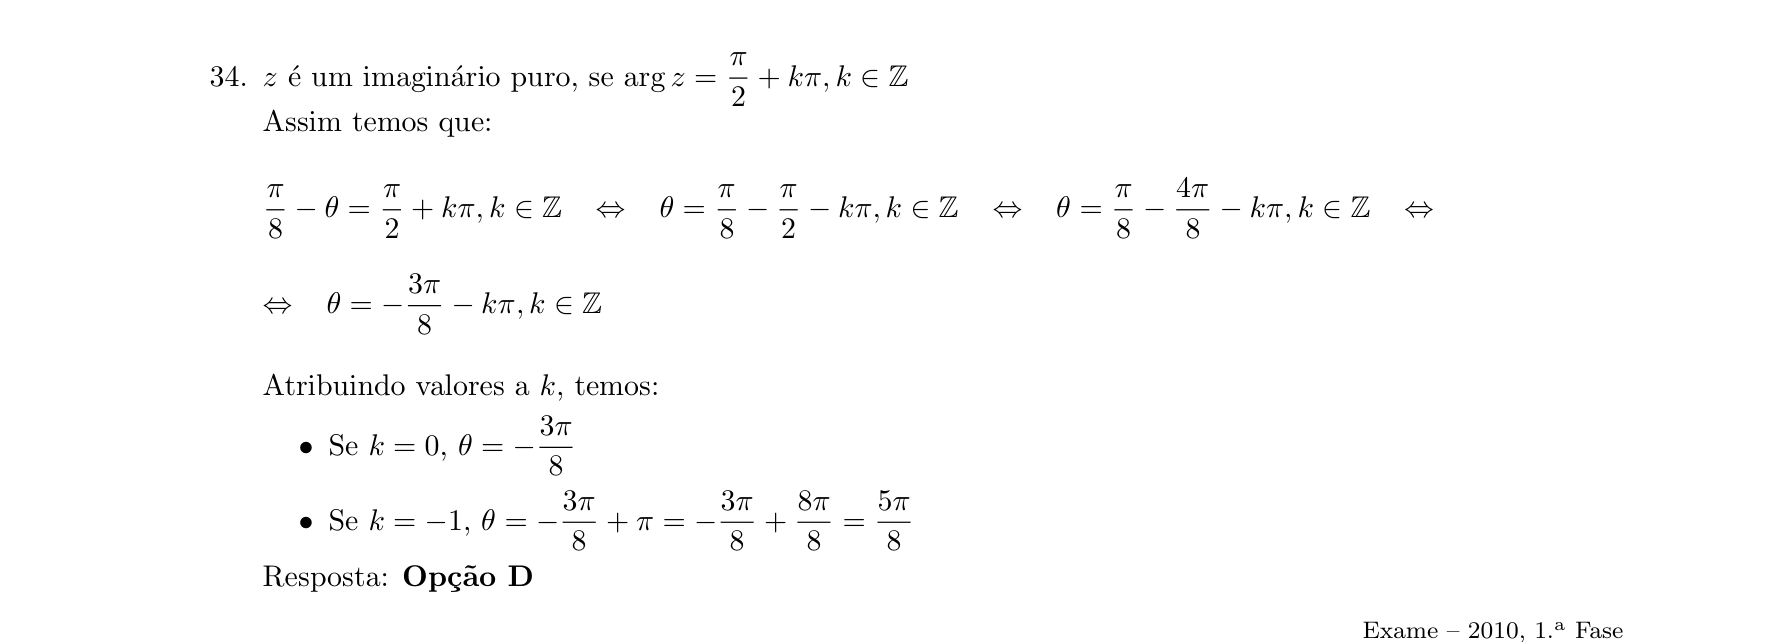 34. z é um imaginário puro, se arg z = π/2 + kπ, k ∈ ℤ
Assim temos que:
π/8 − θ = π/2 + kπ, k ∈ ℤ ⇔ θ = π/8 − π/2 − kπ, k ∈ ℤ ⇔ θ = π/8 − 4π/8 − kπ, k ∈ ℤ ⇔
⇔ θ = −3π/8 − kπ, k ∈ ℤ
Atribuindo valores a k, temos:
• Se k = 0, θ = −3π/8
• Se k = −1, θ = −3π/8 + π = −3π/8 + 8π/8 = 5π/8
Resposta: Opção D
Exame – 2010, 1.ª Fase